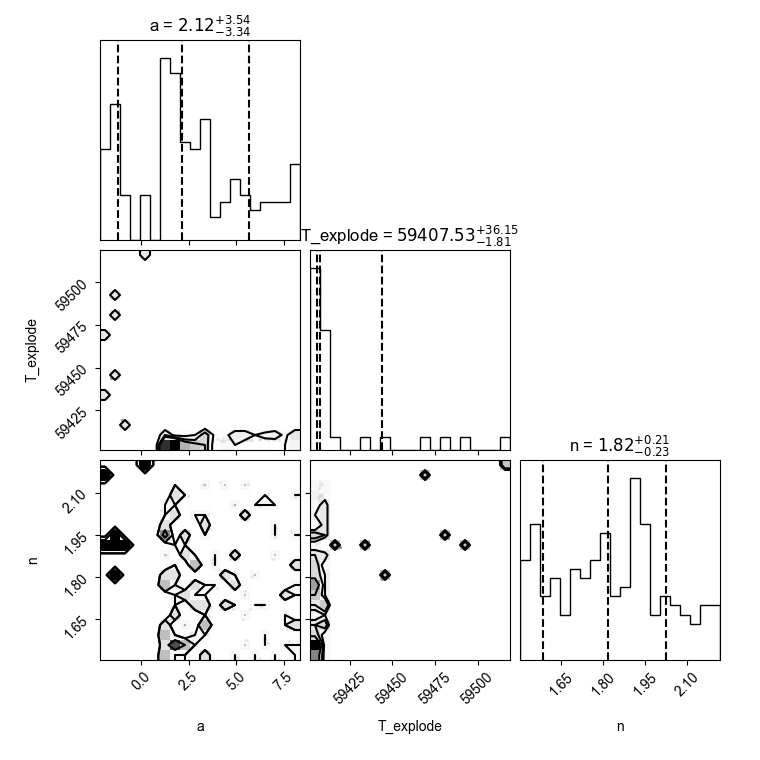 a = 2.12+3.54−3.34
T_explode = 59407.53+36.15−1.81
59500
59475
59450
59425
T_explode
n = 1.82+0.21−0.23
2.10
1.95
1.80
1.65
n
0.0 2.5 5.0 7.5
59425 59450 59475 59500
1.65 1.80 1.95 2.10
a
T_explode
n